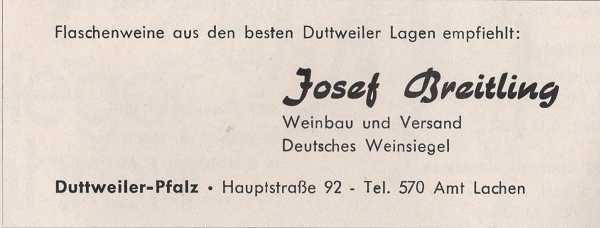 Flaschenweine aus den besten Duttweiler Lagen empfiehlt:
Josef Breitling
Weinbau und Versand
Deutsches Weinsiegel
Duttweiler-Pfalz • Hauptstraße 92 - Tel. 570 Amt Lachen